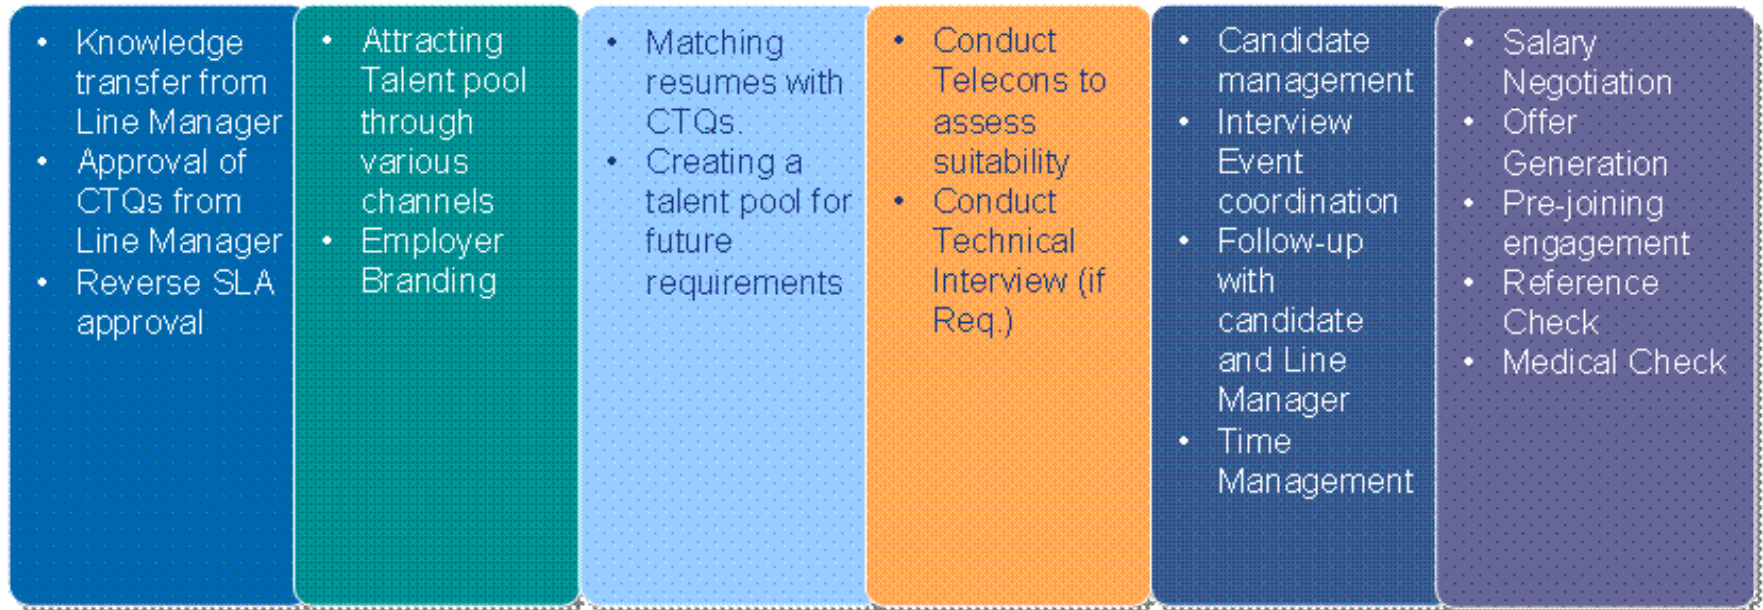 • Knowledge
transfer from
Line Manager
• Approval of
CTQs from
Line Manager
• Reverse SLA
approval
• Attracting
Talent pool
through
various
channels
• Employer
Branding
• Matching
resumes with
CTQs.
• Creating a
talent pool for
future
requirements
• Conduct
Telecons to
assess
suitability
• Conduct
Technical
Interview (if
Req.)
• Candidate
management
• Interview
Event
coordination
• Follow-up
with
candidate
and Line
Manager
• Time
Management
• Salary
Negotiation
• Offer
Generation
• Pre-joining
engagement
• Reference
Check
• Medical Check